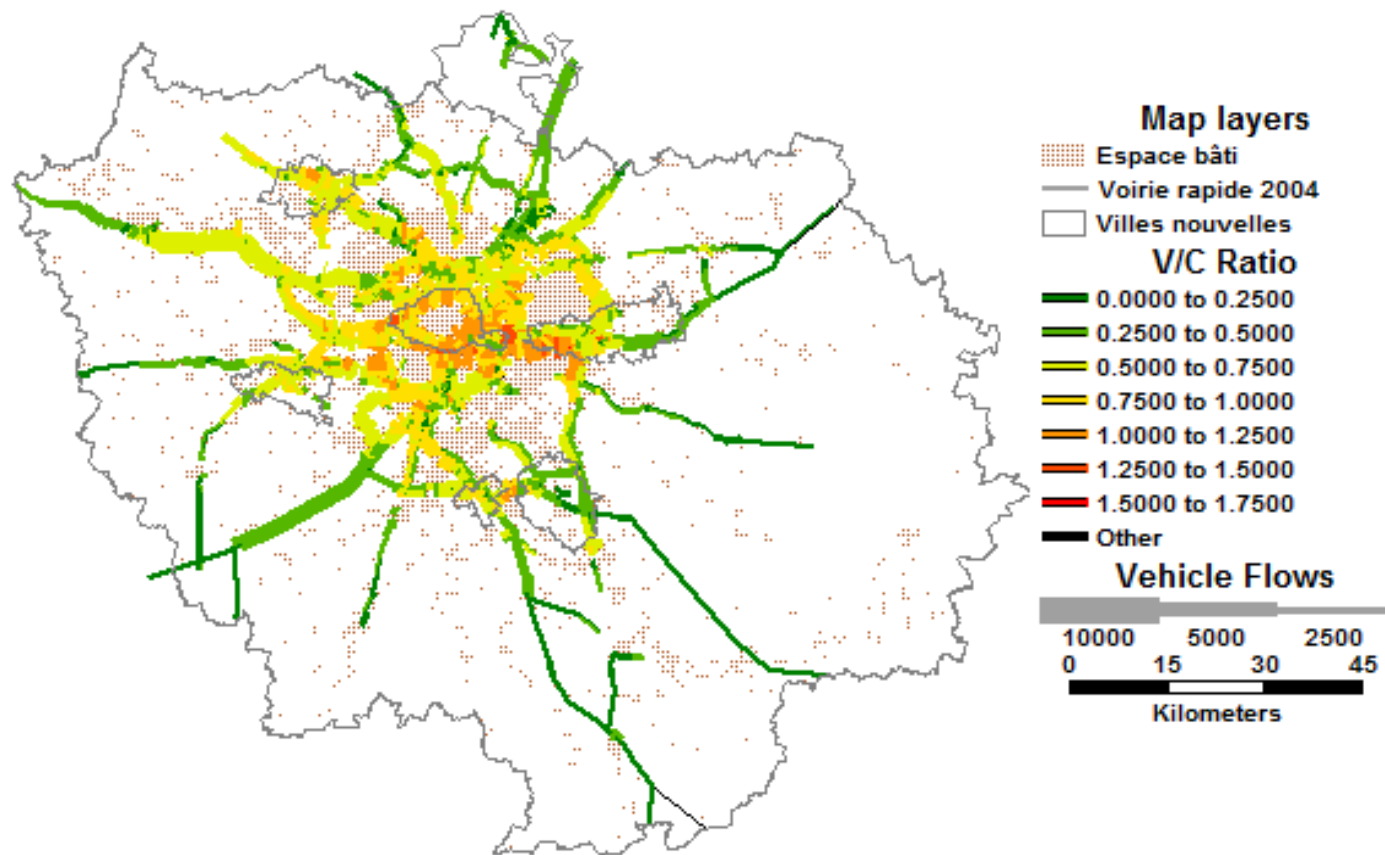 Map layers
Espace bâti
Voirie rapide 2004
Villes nouvelles
V/C Ratio
0.0000 to 0.2500
0.2500 to 0.5000
0.5000 to 0.7500
0.7500 to 1.0000
1.0000 to 1.2500
1.2500 to 1.5000
1.5000 to 1.7500
Other
Vehicle Flows
10000 5000 2500
0 15 30 45
Kilometers